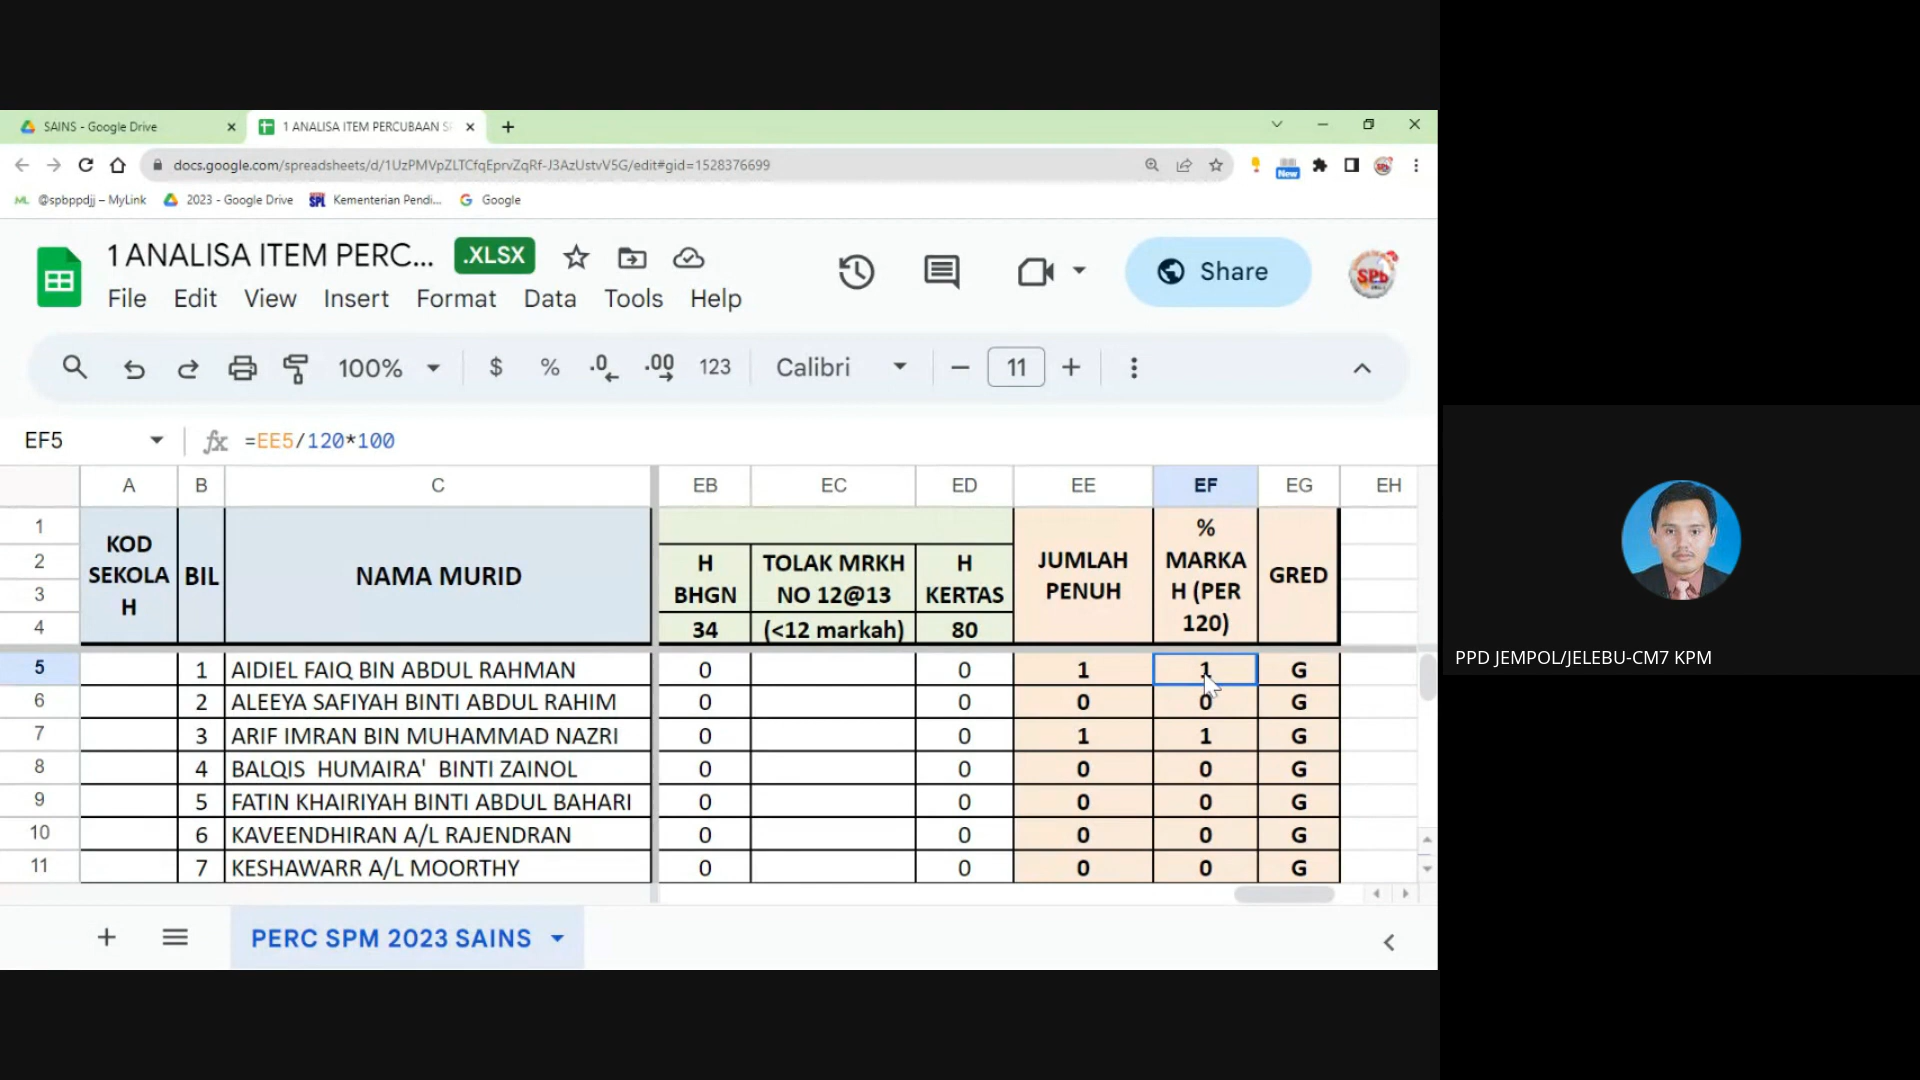 SAINS - Google Drive
1 ANALISA ITEM PERCUBAAN S
docs.google.com/spreadsheets/d/1UzPMVpZLTCfqEprvZqRf-J3AzUstvV5G/edit#gid=1528376699
New
ML @spbppdjj – MyLink
2023 - Google Drive
SPL Kementerian Pendi...
Google
1 ANALISA ITEM PERC...
.XLSX
Share
SPb
File Edit View Insert Format Data Tools Help
100% $ % .0 .00 123 Calibri 11
EF5 fx =EE5/120*100
A B C EB EC ED EE EF EG EH
1 2 3 4
KOD SEKOLA H
BIL
NAMA MURID
H BHGN
34
TOLAK MRKH NO 12@13
(<12 markah)
H KERTAS
80
JUMLAH PENUH
% MARKA H (PER 120)
GRED
5 1 AIDIEL FAIQ BIN ABDUL RAHMAN 0 0 1 1 G
6 2 ALEEYA SAFIYAH BINTI ABDUL RAHIM 0 0 0 0 G
7 3 ARIF IMRAN BIN MUHAMMAD NAZRI 0 0 1 1 G
8 4 BALQIS  HUMAIRA'  BINTI ZAINOL 0 0 0 0 G
9 5 FATIN KHAIRIYAH BINTI ABDUL BAHARI 0 0 0 0 G
10 6 KAVEENDHIRAN A/L RAJENDRAN 0 0 0 0 G
11 7 KESHAWARR A/L MOORTHY 0 0 0 0 G
PERC SPM 2023 SAINS
PPD JEMPOL/JELEBU-CM7 KPM